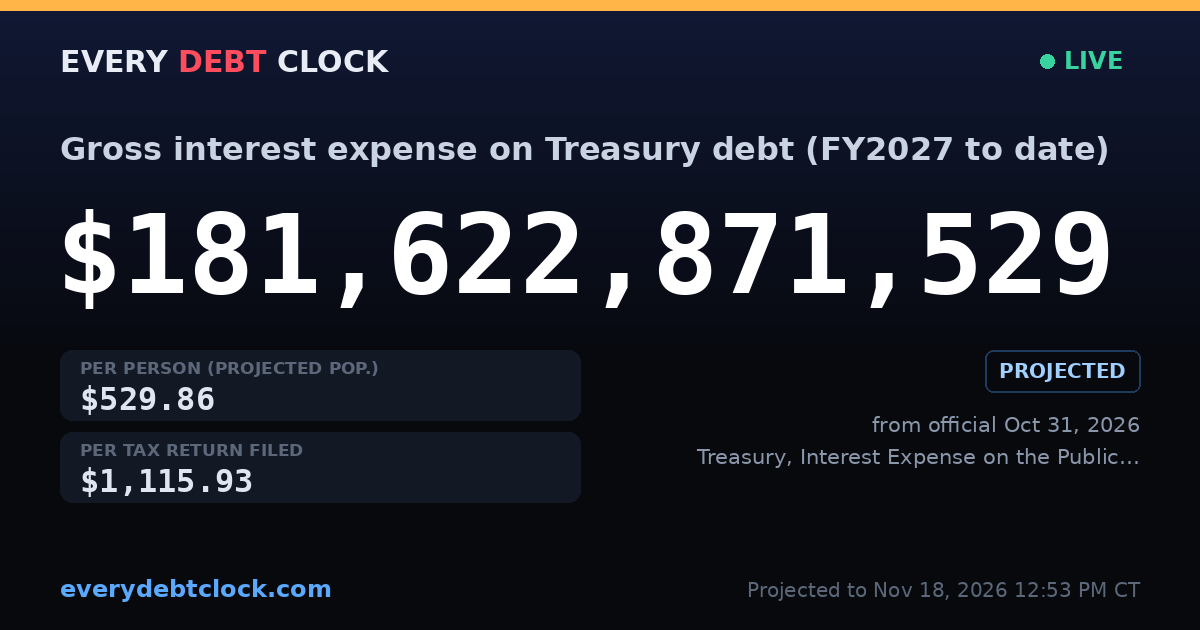 EVERY DEBT CLOCK
LIVE
Gross interest expense on Treasury debt (FY2027 to date)
$181,622,871,529
PER PERSON (PROJECTED POP.)
$529.86
PER TAX RETURN FILED
$1,115.93
PROJECTED
from official Oct 31, 2026
Treasury, Interest Expense on the Public...
everydebtclock.com
Projected to Nov 18, 2026 12:53 PM CT